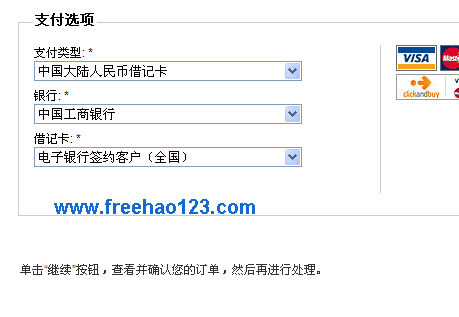 支付选项
支付类型: *
中国大陆人民币借记卡
银行: *
中国工商银行
借记卡: *
电子银行签约客户（全国）
VISA
clickandbuy
www.freehao123.com
单击“继续”按钮，查看并确认您的订单，然后再进行处理。